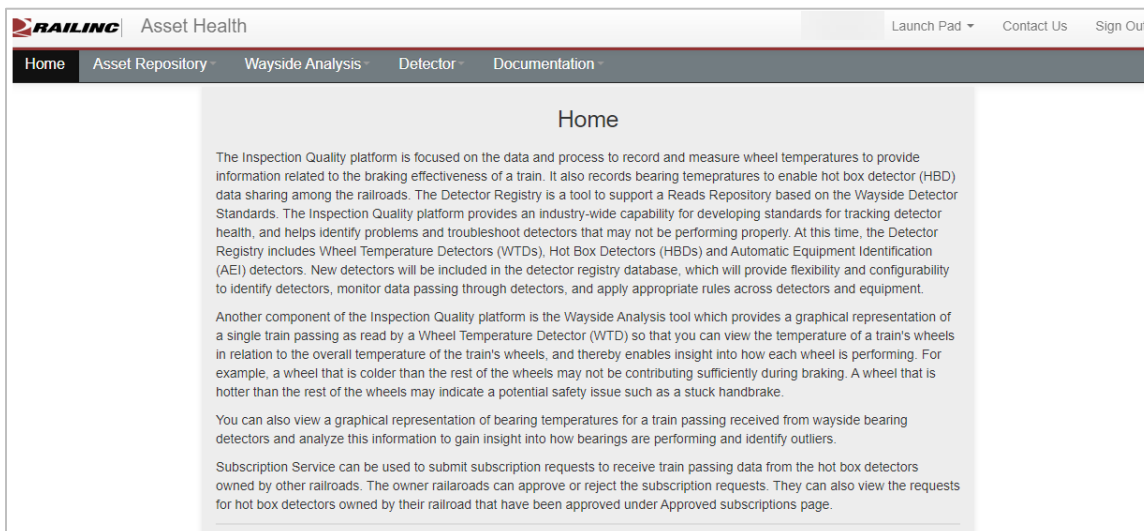 RAILINC Asset Health Launch Pad Contact Us Sign Out
Home Asset Repository Wayside Analysis Detector Documentation
Home
The Inspection Quality platform is focused on the data and process to record and measure wheel temperatures to provide
information related to the braking effectiveness of a train. It also records bearing temepratures to enable hot box detector (HBD)
data sharing among the railroads. The Detector Registry is a tool to support a Reads Repository based on the Wayside Detector
Standards. The Inspection Quality platform provides an industry-wide capability for developing standards for tracking detector
health, and helps identify problems and troubleshoot detectors that may not be performing properly. At this time, the Detector
Registry includes Wheel Temperature Detectors (WTDs), Hot Box Detectors (HBDs) and Automatic Equipment Identification
(AEI) detectors. New detectors will be included in the detector registry database, which will provide flexibility and configurability
to identify detectors, monitor data passing through detectors, and apply appropriate rules across detectors and equipment.
Another component of the Inspection Quality platform is the Wayside Analysis tool which provides a graphical representation of
a single train passing as read by a Wheel Temperature Detector (WTD) so that you can view the temperature of a train's wheels
in relation to the overall temperature of the train's wheels, and thereby enables insight into how each wheel is performing. For
example, a wheel that is colder than the rest of the wheels may not be contributing sufficiently during braking. A wheel that is
hotter than the rest of the wheels may indicate a potential safety issue such as a stuck handbrake.
You can also view a graphical representation of bearing temperatures for a train passing received from wayside bearing
detectors and analyze this information to gain insight into how bearings are performing and identify outliers.
Subscription Service can be used to submit subscription requests to receive train passing data from the hot box detectors
owned by other railroads. The owner railaroads can approve or reject the subscription requests. They can also view the requests
for hot box detectors owned by their railroad that have been approved under Approved subscriptions page.